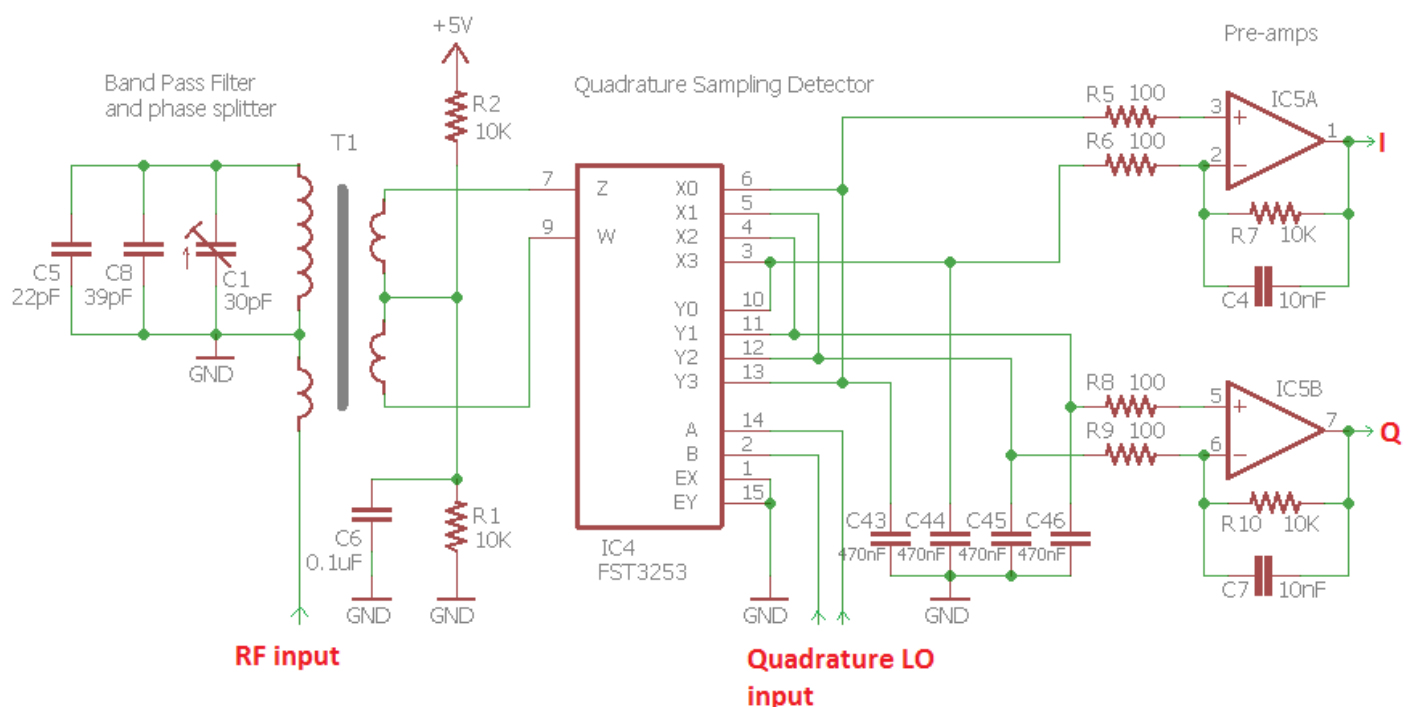 +5V
Pre-amps
Band Pass Filter
and phase splitter
Quadrature Sampling Detector
R2
10K
T1
R5 100
IC5A
3
+
1
I
R6 100
2
−
R7 10K
C4 10nF
7
Z
9
W
X0
6
X1
5
X2
4
X3
3
Y0
10
Y1
11
Y2
12
Y3
13
A
14
B
2
EX
1
EY
15
C5
22pF
C8
39pF
C1
30pF
GND
R8 100
IC5B
5
+
7
Q
R9 100
6
−
R10 10K
C7 10nF
C43
470nF
C44
470nF
C45
470nF
C46
470nF
C6
0.1uF
R1
10K
IC4
FST3253
GND
GND
GND
GND
RF input
Quadrature LO
input